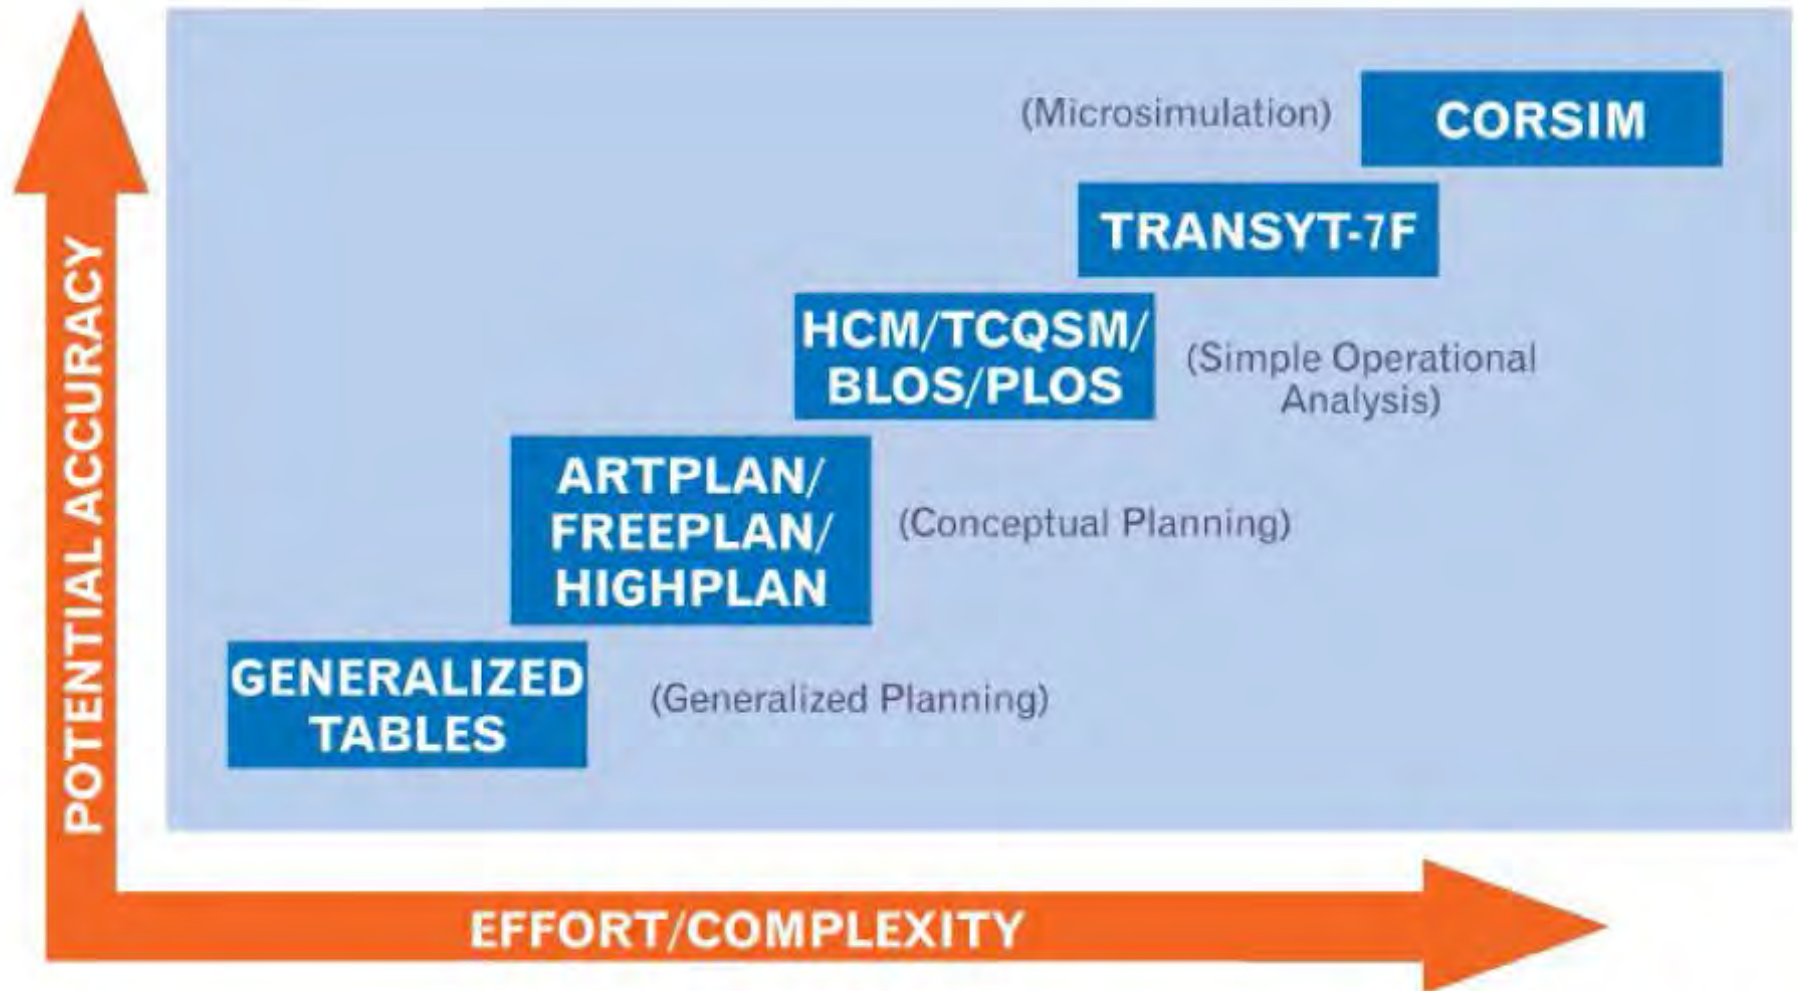 (Microsimulation)
CORSIM
TRANSYT-7F
HCM/TCQSM/
BLOS/PLOS
(Simple Operational
Analysis)
ARTPLAN/
FREEPLAN/
HIGHPLAN
(Conceptual Planning)
GENERALIZED
TABLES
(Generalized Planning)
POTENTIAL ACCURACY
EFFORT/COMPLEXITY